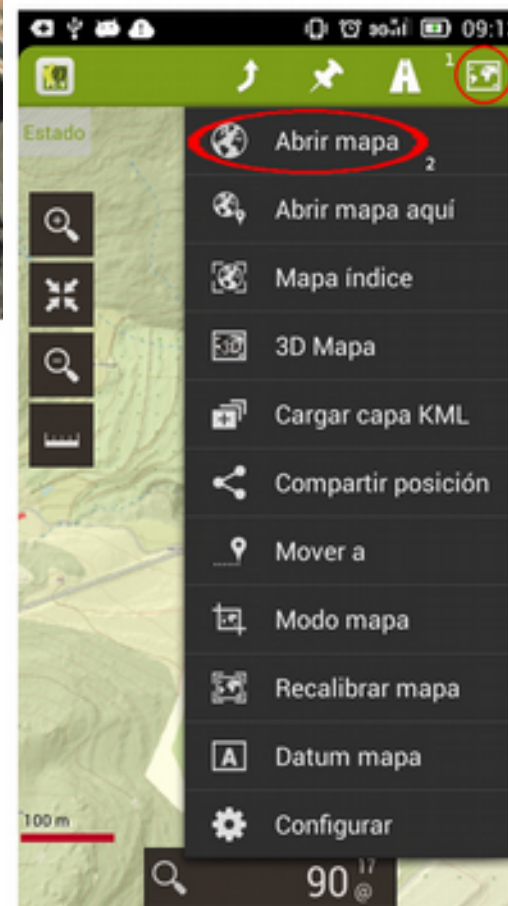 09:1
1
Estado
Abrir mapa
2
Abrir mapa aquí
Mapa índice
3D Mapa
Cargar capa KML
Compartir posición
Mover a
Modo mapa
Recalibrar mapa
A Datum mapa
Configurar
100 m
90 17 @